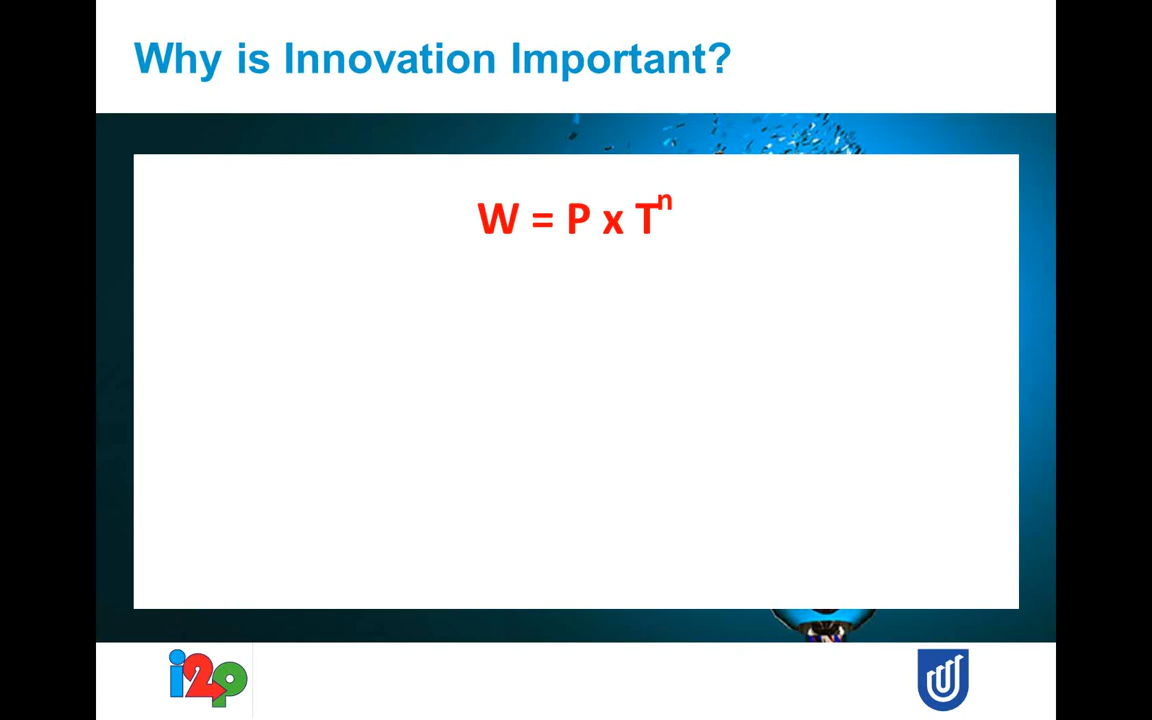 Why is Innovation Important?
W = P x Tⁿ
i2p